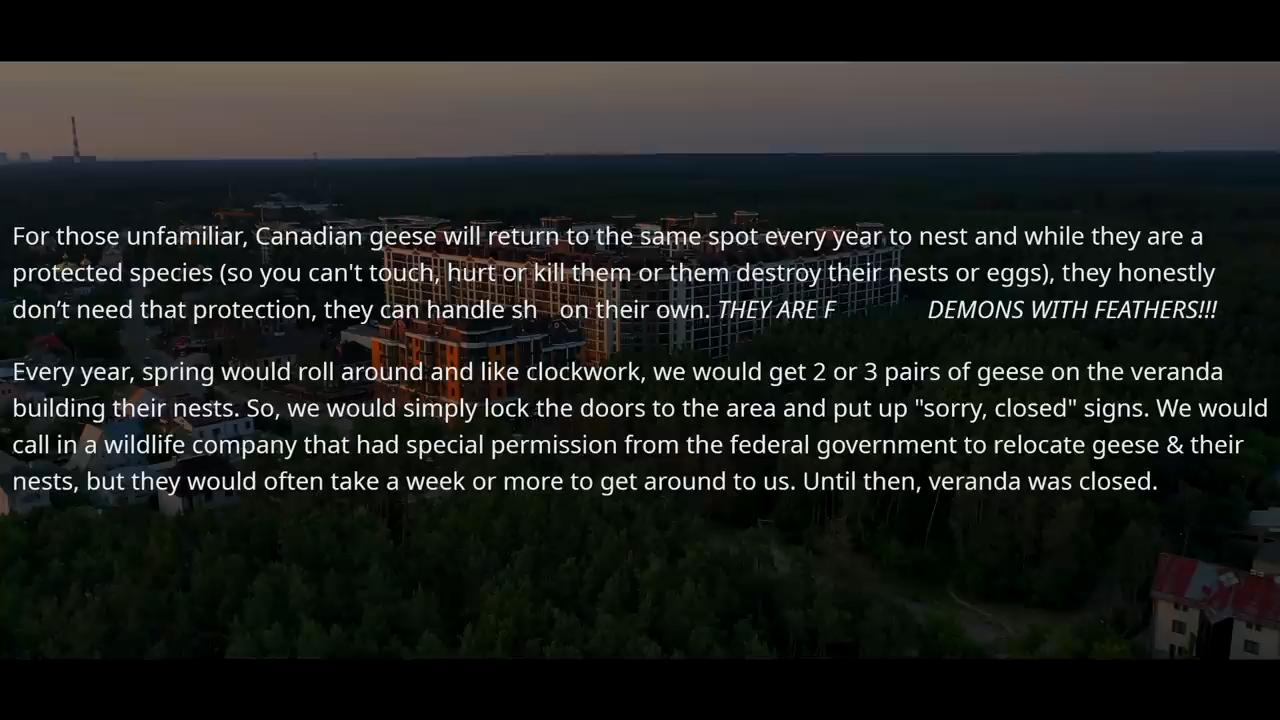 For those unfamiliar, Canadian geese will return to the same spot every year to nest and while they are a
protected species (so you can't touch, hurt or kill them or them destroy their nests or eggs), they honestly
don’t need that protection, they can handle sh on their own. THEY ARE F DEMONS WITH FEATHERS!!!
Every year, spring would roll around and like clockwork, we would get 2 or 3 pairs of geese on the veranda
building their nests. So, we would simply lock the doors to the area and put up "sorry, closed" signs. We would
call in a wildlife company that had special permission from the federal government to relocate geese & their
nests, but they would often take a week or more to get around to us. Until then, veranda was closed.